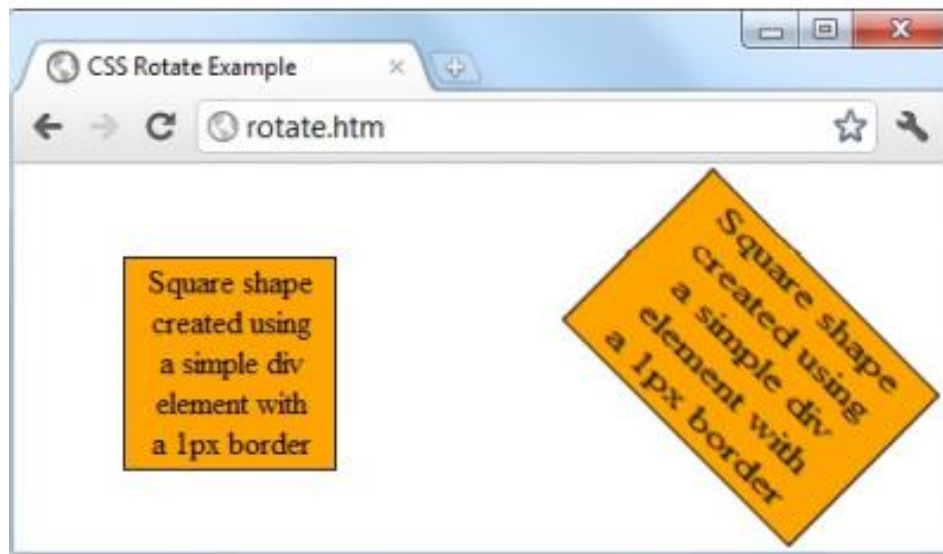 CSS Rotate Example
rotate.htm
Square shape
created using
a simple div
element with
a 1px border
Square shape
created using
a simple div
element with
a 1px border